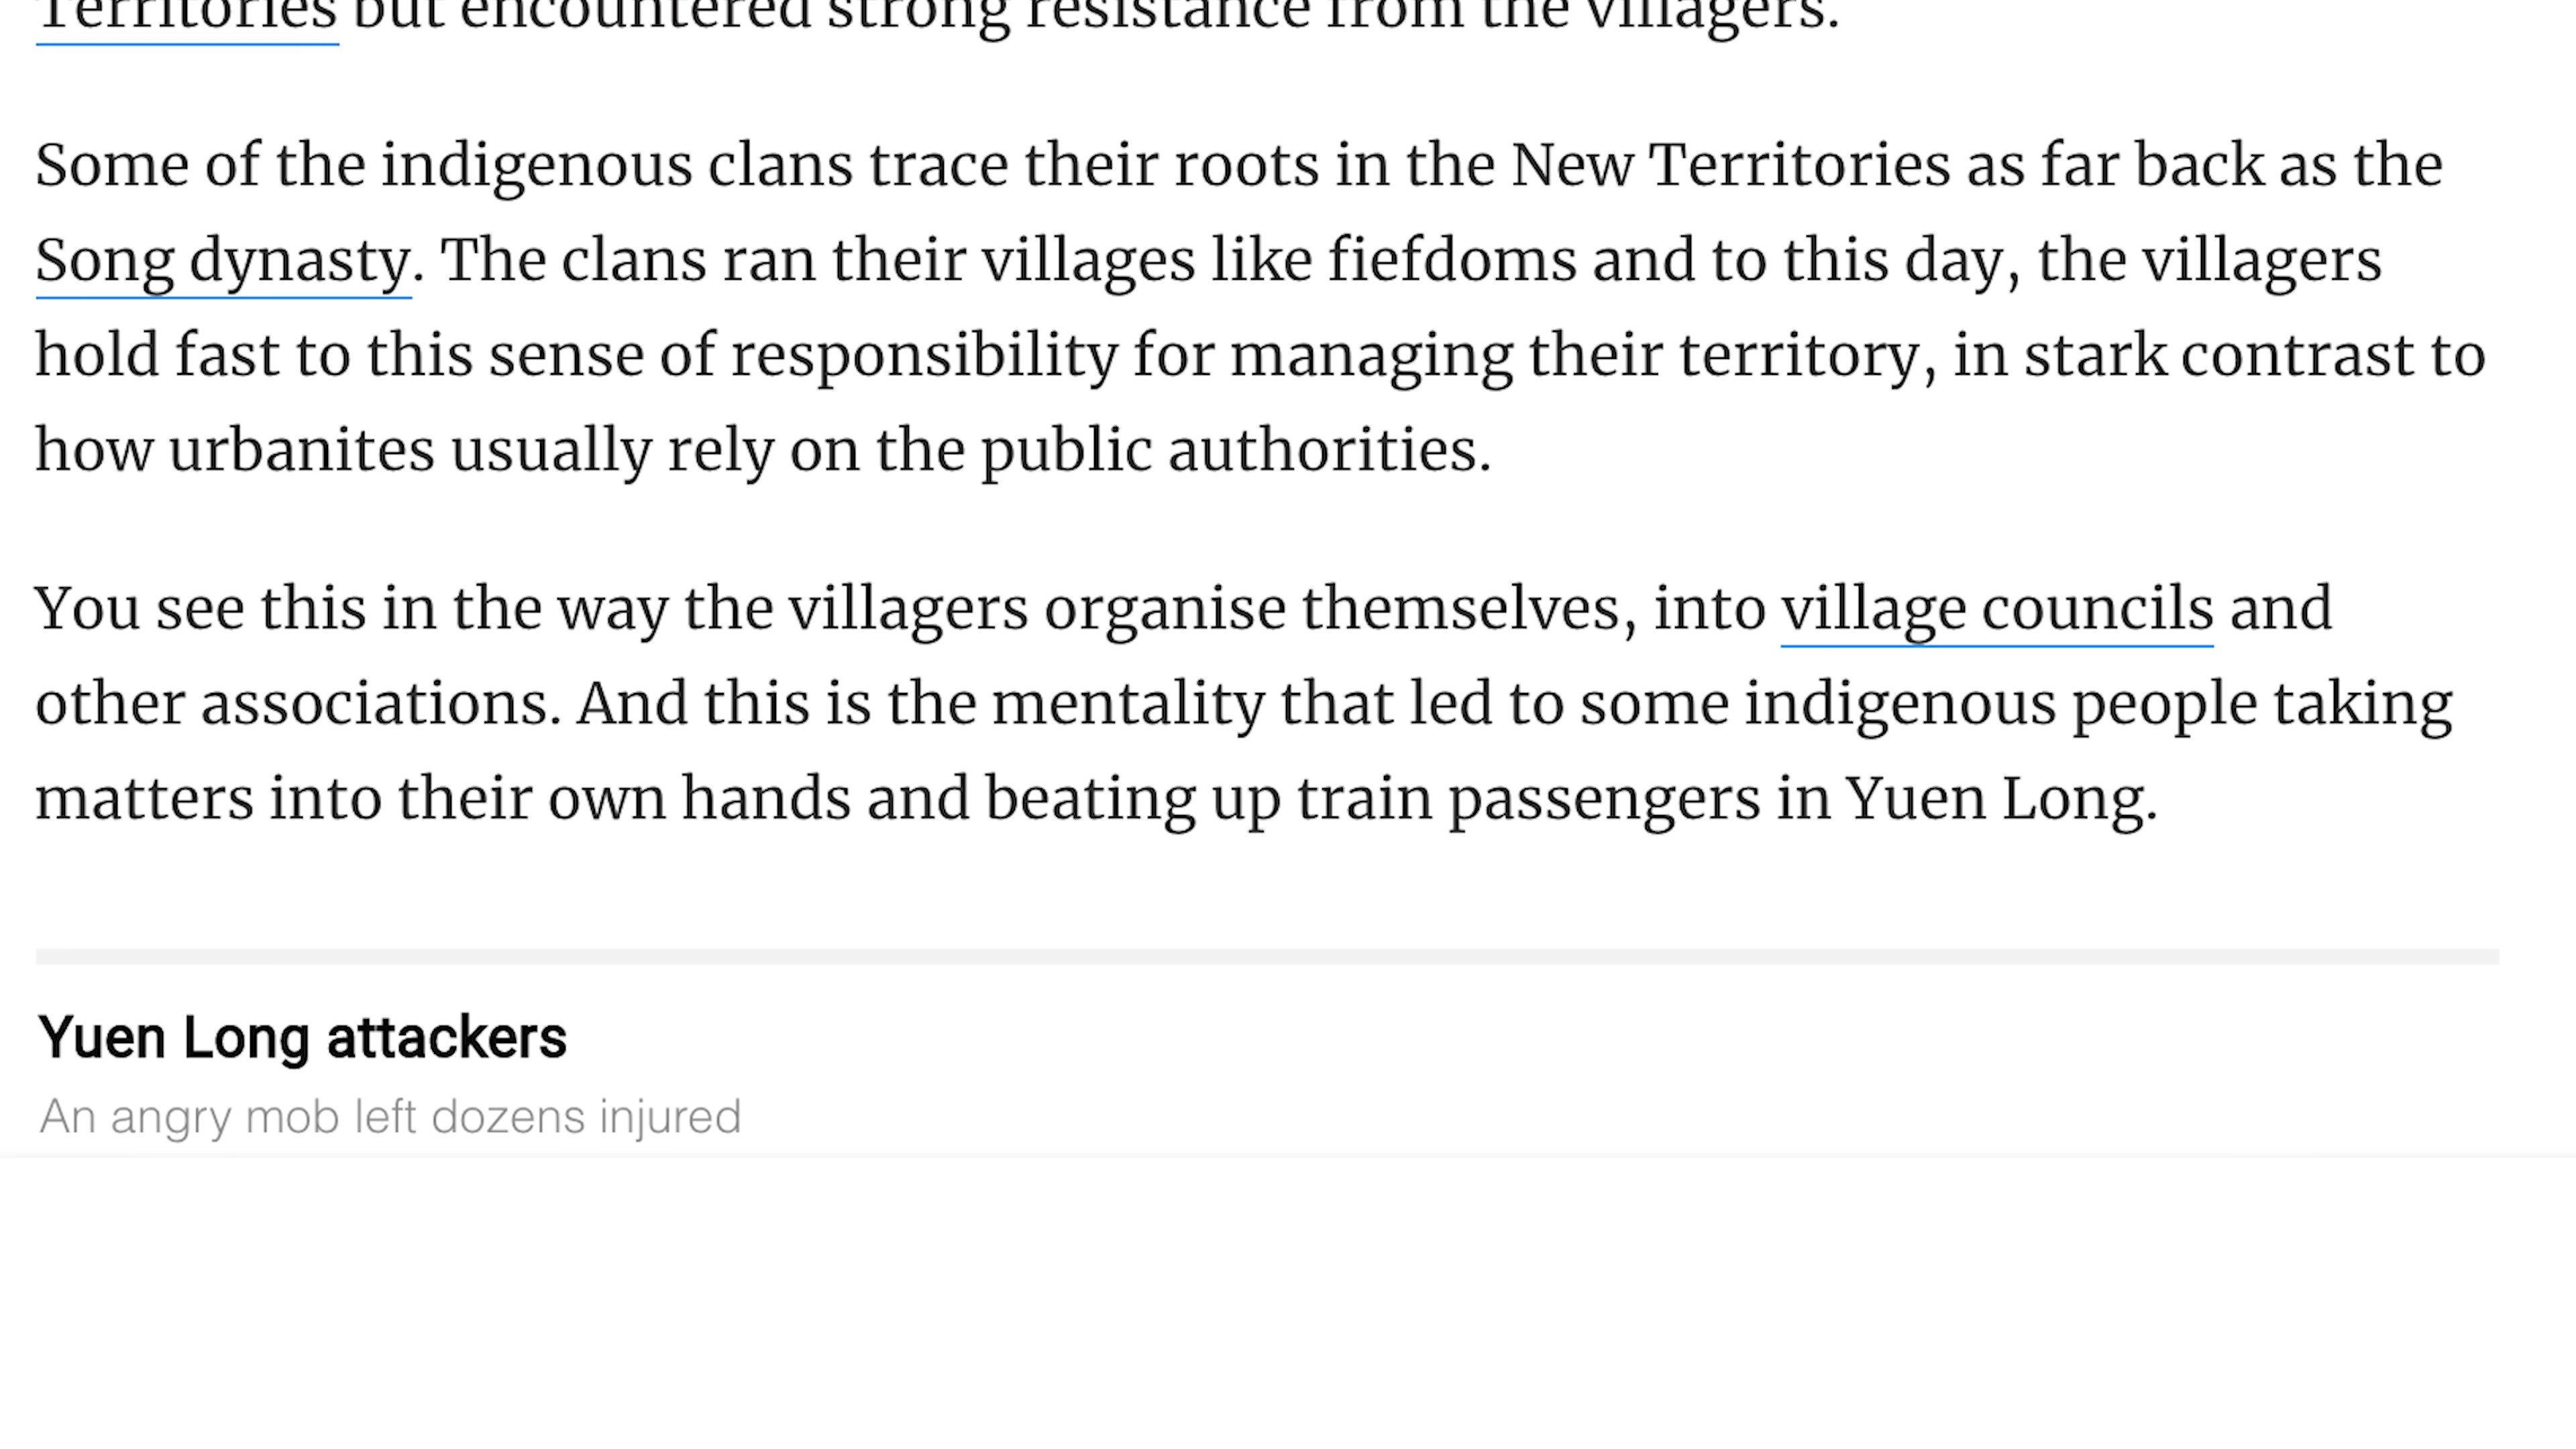 Territories but encountered strong resistance from the villagers.
Some of the indigenous clans trace their roots in the New Territories as far back as the
Song dynasty. The clans ran their villages like fiefdoms and to this day, the villagers
hold fast to this sense of responsibility for managing their territory, in stark contrast to
how urbanites usually rely on the public authorities.
You see this in the way the villagers organise themselves, into village councils and
other associations. And this is the mentality that led to some indigenous people taking
matters into their own hands and beating up train passengers in Yuen Long.
Yuen Long attackers
An angry mob left dozens injured